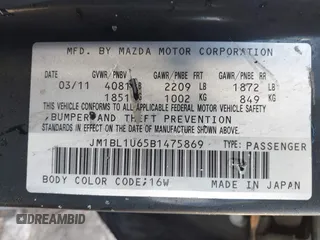 MFD. BY MAZDA MOTOR CORPORATION
GVWR/PNBV GAWR/PNBE FRT GAWR/PNBE RR
03/11 4081 LB 2209 LB 1872 LB
1851 KG 1002 KG 849 KG
THIS VEHICLE CONFORMS TO ALL APPLICABLE FEDERAL MOTOR VEHICLE SAFETY,
BUMPER AND THEFT PREVENTION
STANDARDS IN EFFECT ON THE DATE OF MANUFACTURE SHOWN ABOVE.
JM1BL1U65B1475869 TYPE: PASSENGER
BODY COLOR CODE; 16W MADE IN JAPAN
W
DREAMBID